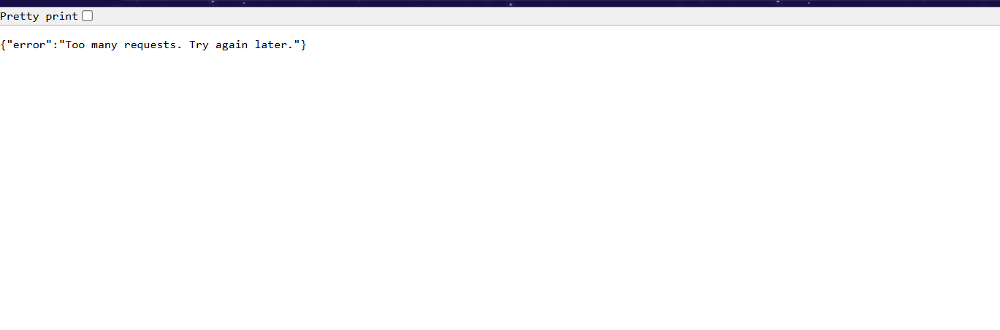 Pretty print
{"error":"Too many requests. Try again later."}